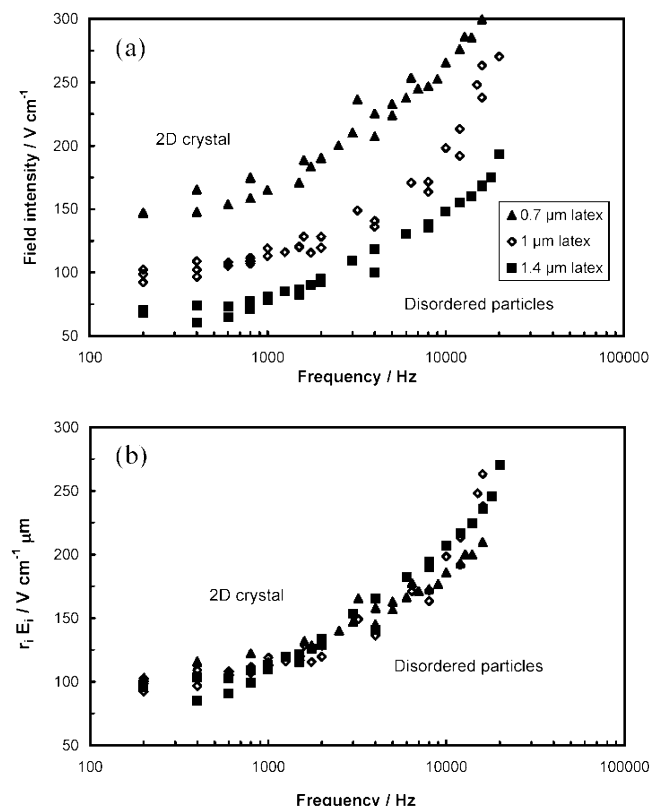 300
(a)
250
2D crystal
200
Field intensity / V cm-1
150
▲ 0.7 µm latex
◇ 1 µm latex
■ 1.4 µm latex
100
Disordered particles
50
100 1000 10000 100000
Frequency / Hz
300
(b)
250
2D crystal
200
ri Ei / V cm-1 µm
150
Disordered particles
100
50
100 1000 10000 100000
Frequency / Hz